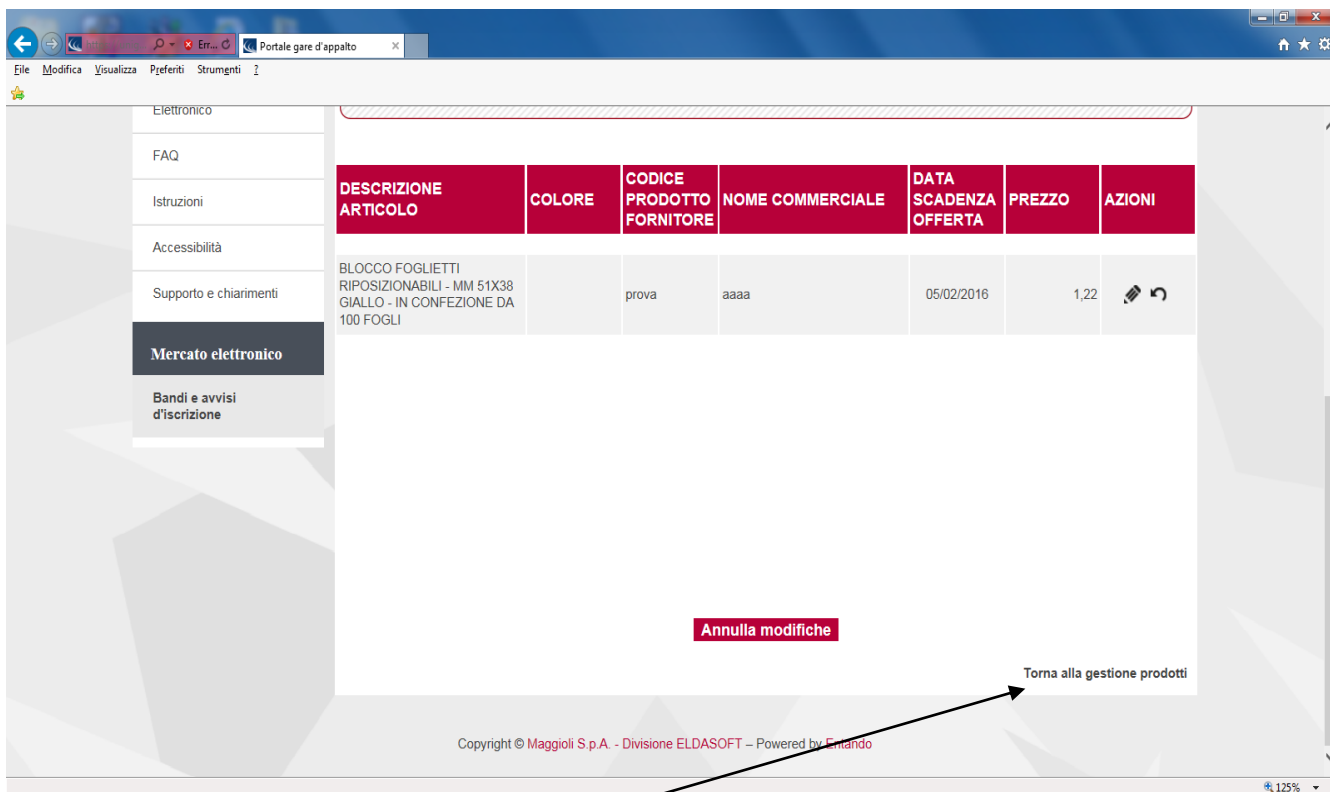 Err...
Portale gare d'appalto
File Modifica Visualizza Preferiti Strumenti ?
Elettronico
FAQ
Istruzioni
Accessibilità
Supporto e chiarimenti
Mercato elettronico
Bandi e avvisi
d'iscrizione
DESCRIZIONE
ARTICOLO
COLORE
CODICE
PRODOTTO
FORNITORE
NOME COMMERCIALE
DATA
SCADENZA
OFFERTA
PREZZO
AZIONI
BLOCCO FOGLIETTI
RIPOSIZIONABILI - MM 51X38
GIALLO - IN CONFEZIONE DA
100 FOGLI
prova
aaaa
05/02/2016
1,22
Annulla modifiche
Torna alla gestione prodotti
Copyright © Maggioli S.p.A. - Divisione ELDASOFT – Powered by Entando
125%